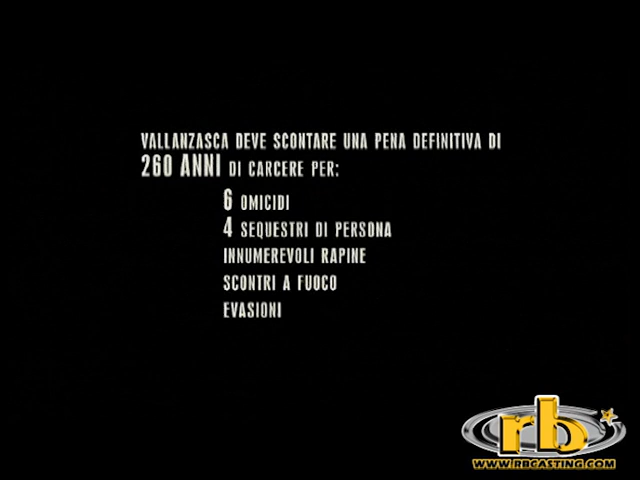 VALLANZASCA DEVE SCONTARE UNA PENA DEFINITIVA DI
260 ANNI DI CARCERE PER:
6 OMICIDI
4 SEQUESTRI DI PERSONA
INNUMEREVOLI RAPINE
SCONTRI A FUOCO
EVASIONI
rb
WWW.RBCASTING.COM